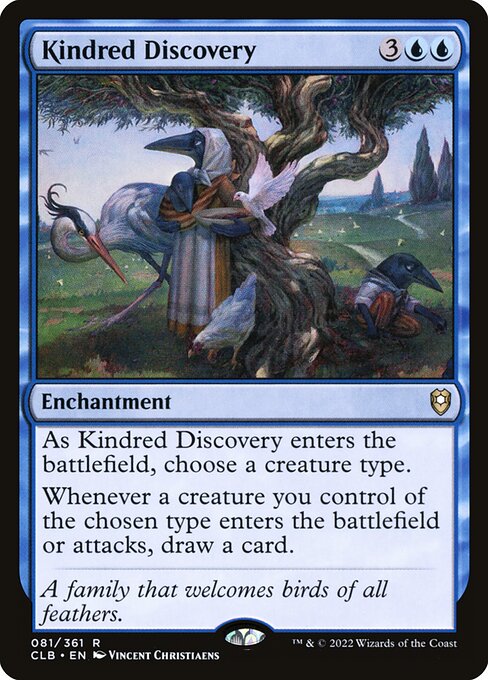 Kindred Discovery 3
Enchantment
As Kindred Discovery enters the
battlefield, choose a creature type.
Whenever a creature you control of
the chosen type enters the battlefield
or attacks, draw a card.
A family that welcomes birds of all
feathers.
081/361 R
CLB • EN Vincent Christiaens
™ & © 2022 Wizards of the Coast